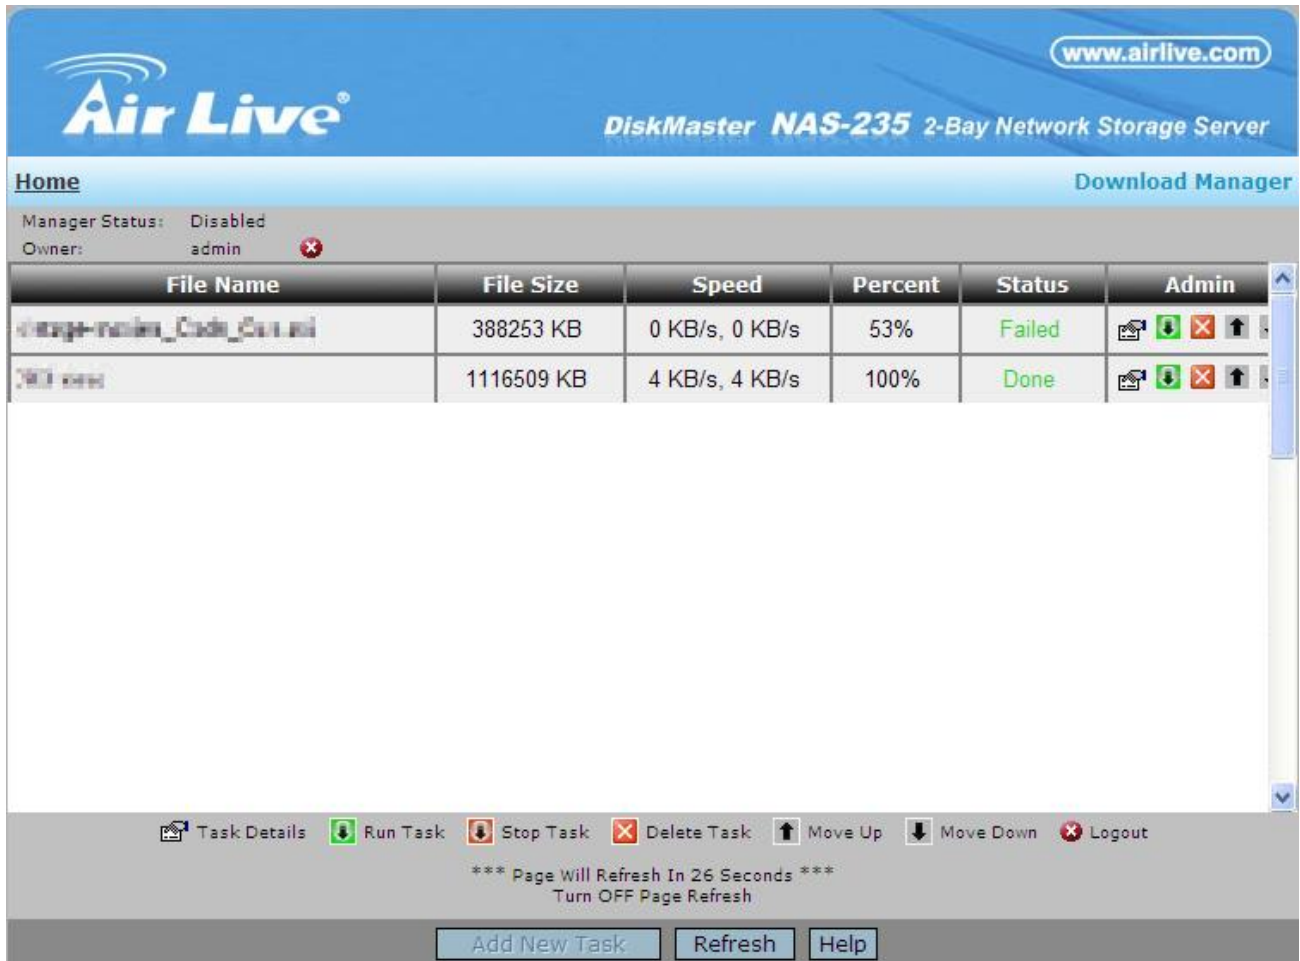 www.airlive.com
Air Live®
DiskMaster NAS-235 2-Bay Network Storage Server
Home
Download Manager
Manager Status: Disabled
Owner: admin
File Name File Size Speed Percent Status Admin
388253 KB 0 KB/s, 0 KB/s 53% Failed
1116509 KB 4 KB/s, 4 KB/s 100% Done
Task Details Run Task Stop Task Delete Task Move Up Move Down Logout
*** Page Will Refresh In 26 Seconds ***
Turn OFF Page Refresh
Add New Task Refresh Help